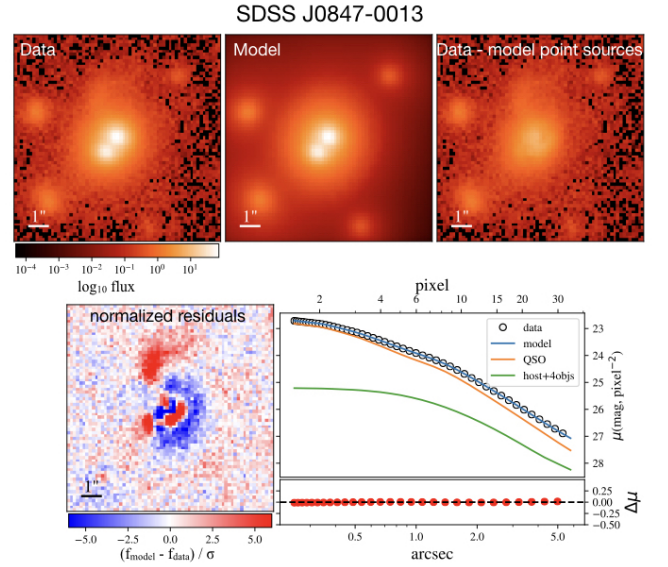 SDSS J0847-0013
Data
Model
Data - model point sources
1"
1"
1"
10⁻⁴ 10⁻³ 10⁻² 10⁻¹ 10⁰ 10¹
log₁₀ flux
normalized residuals
1"
−5.0 −2.5 0.0 2.5 5.0
(f_model - f_data) / σ
pixel
2 4 6 10 15 20 30
data
model
QSO
host+4objs
23
24
25
26
27
28
μ(mag, pixel⁻²)
0.25
0.00
−0.25
−0.50
Δμ
0.5 1.0 2.0 5.0
arcsec